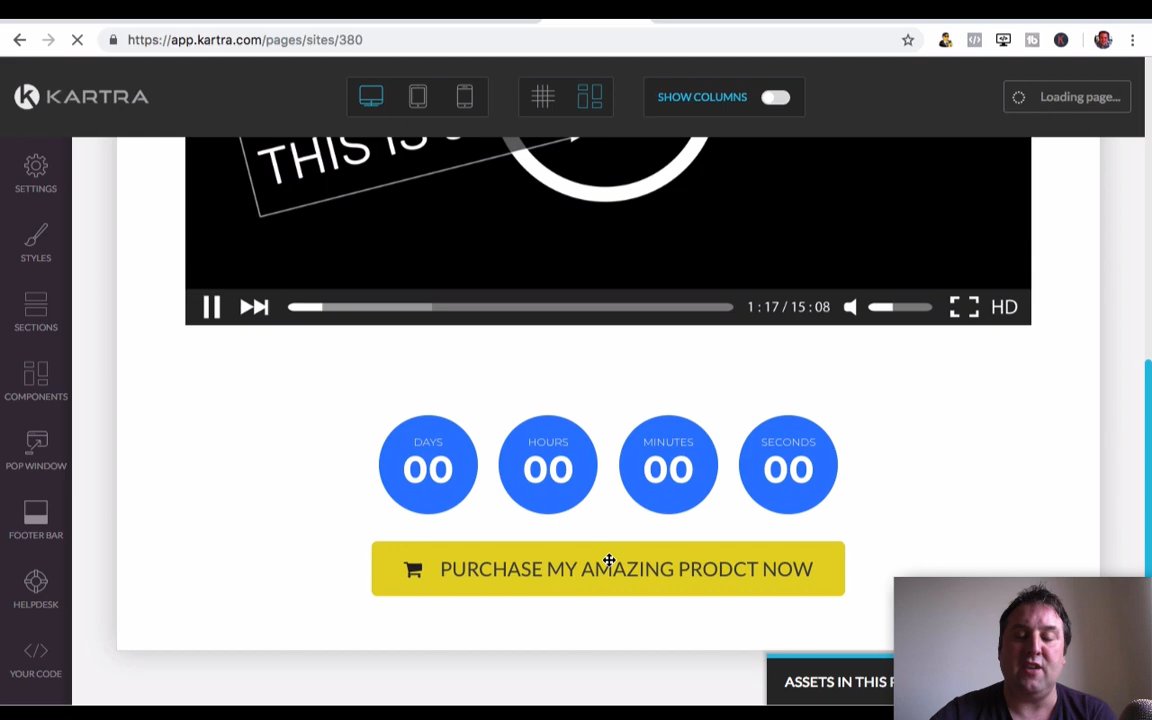 https://app.kartra.com/pages/sites/380
KARTRA
SHOW COLUMNS
Loading page...
SETTINGS
STYLES
SECTIONS
COMPONENTS
POP WINDOW
FOOTER BAR
HELPDESK
YOUR CODE
THIS IS
1:17/15:08
HD
DAYS
00
HOURS
00
MINUTES
00
SECONDS
00
PURCHASE MY AMAZING PRODCT NOW
ASSETS IN THIS